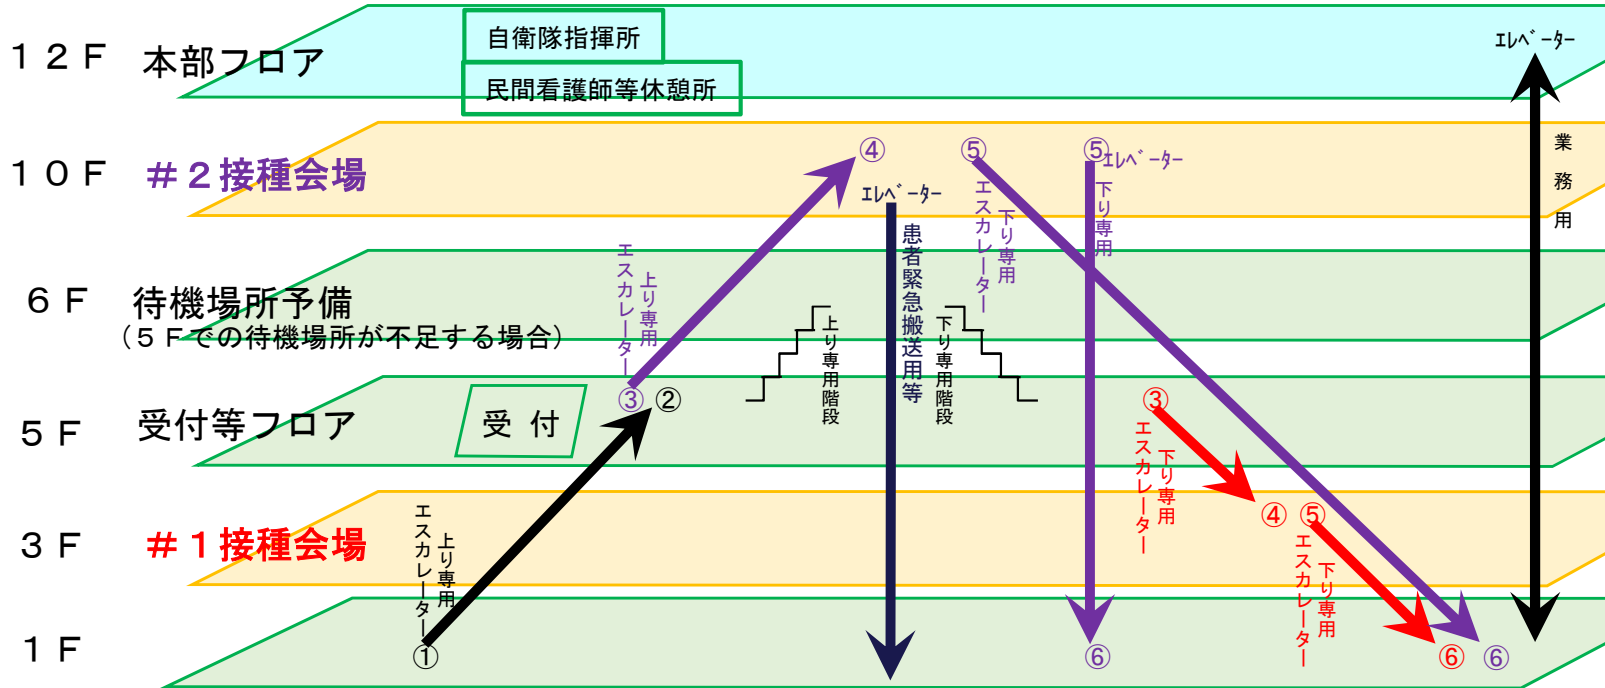 １２Ｆ 本部フロア
自衛隊指揮所
民間看護師等休憩所
ｴﾚﾍﾞｰﾀｰ
業務用
１０Ｆ ＃２接種会場
④
⑤
⑤
ｴﾚﾍﾞｰﾀｰ
ｴﾚﾍﾞｰﾀｰ
下り専用
患者緊急搬送用等
下り専用
エスカレーター
６Ｆ 待機場所予備
（５Ｆでの待機場所が不足する場合）
上り専用
エスカレーター
上り専用階段
下り専用階段
５Ｆ 受付等フロア
受 付
③
②
③
下り専用
エスカレーター
３Ｆ ＃１接種会場
④
⑤
上り専用
エスカレーター
下り専用
エスカレーター
１Ｆ
①
⑥
⑥
⑥